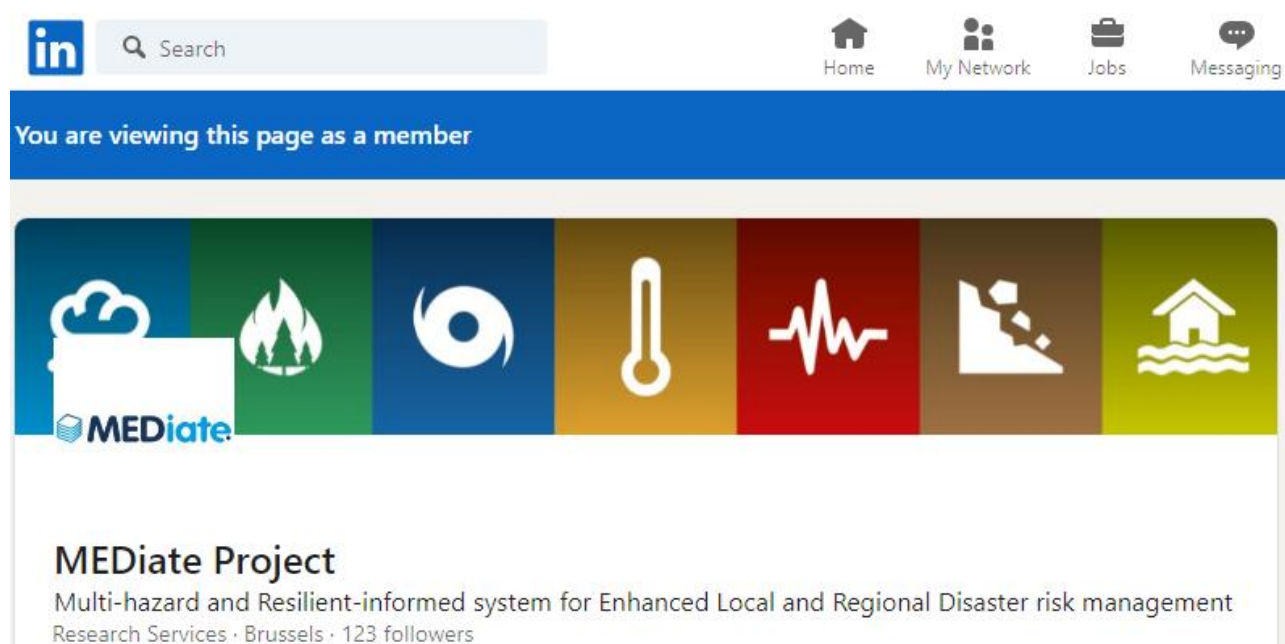 in
Search
Home
My Network
Jobs
Messaging
You are viewing this page as a member
MEDiate
MEDiate Project
Multi-hazard and Resilient-informed system for Enhanced Local and Regional Disaster risk management
Research Services · Brussels · 123 followers